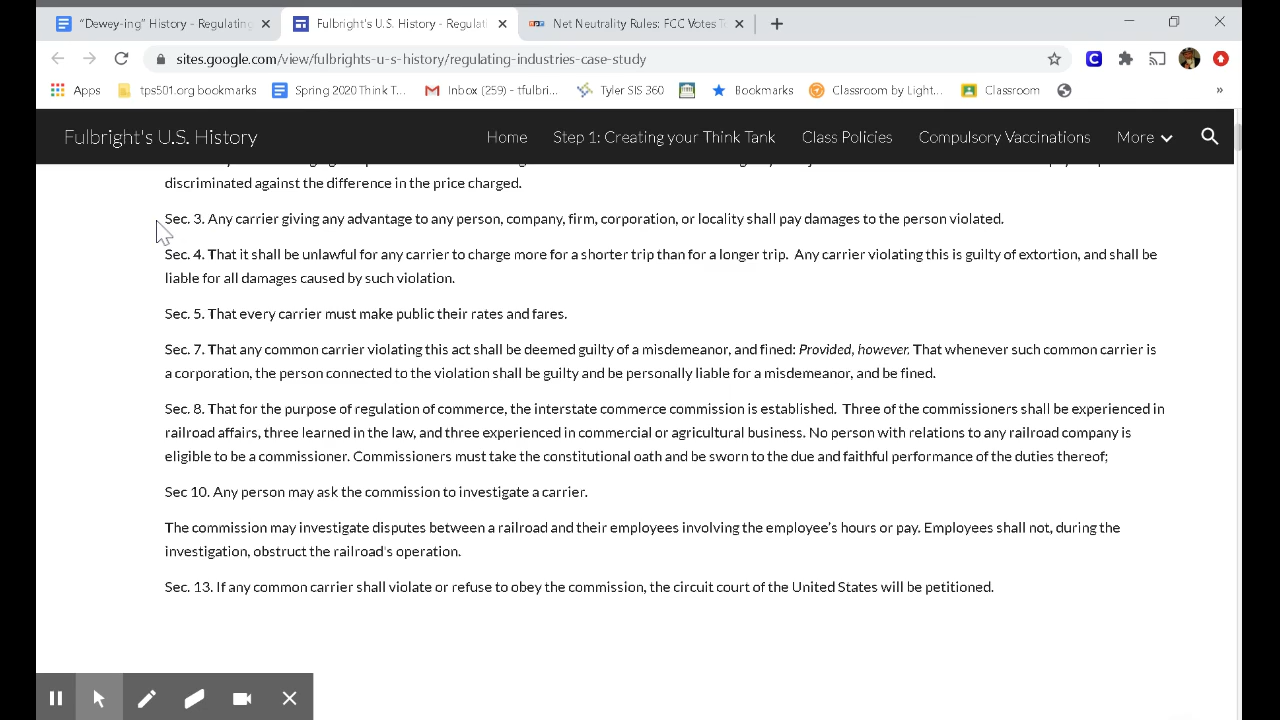 "Dewey-ing" History - Regulating
Fulbright's U.S. History - Regulati
npr
Net Neutrality Rules: FCC Votes T
sites.google.com/view/fulbrights-u-s-history/regulating-industries-case-study
Apps
tps501.org bookmarks
Spring 2020 Think T...
Inbox (259) - tfulbri...
Tyler SIS 360
Bookmarks
Classroom by Light...
Classroom
»
Fulbright's U.S. History
Home
Step 1: Creating your Think Tank
Class Policies
Compulsory Vaccinations
More
discriminated against the difference in the price charged.
Sec. 3. Any carrier giving any advantage to any person, company, firm, corporation, or locality shall pay damages to the person violated.
Sec. 4. That it shall be unlawful for any carrier to charge more for a shorter trip than for a longer trip. Any carrier violating this is guilty of extortion, and shall be
liable for all damages caused by such violation.
Sec. 5. That every carrier must make public their rates and fares.
Sec. 7. That any common carrier violating this act shall be deemed guilty of a misdemeanor, and fined: Provided, however. That whenever such common carrier is
a corporation, the person connected to the violation shall be guilty and be personally liable for a misdemeanor, and be fined.
Sec. 8. That for the purpose of regulation of commerce, the interstate commerce commission is established. Three of the commissioners shall be experienced in
railroad affairs, three learned in the law, and three experienced in commercial or agricultural business. No person with relations to any railroad company is
eligible to be a commissioner. Commissioners must take the constitutional oath and be sworn to the due and faithful performance of the duties thereof;
Sec 10. Any person may ask the commission to investigate a carrier.
The commission may investigate disputes between a railroad and their employees involving the employee's hours or pay. Employees shall not, during the
investigation, obstruct the railroad's operation.
Sec. 13. If any common carrier shall violate or refuse to obey the commission, the circuit court of the United States will be petitioned.